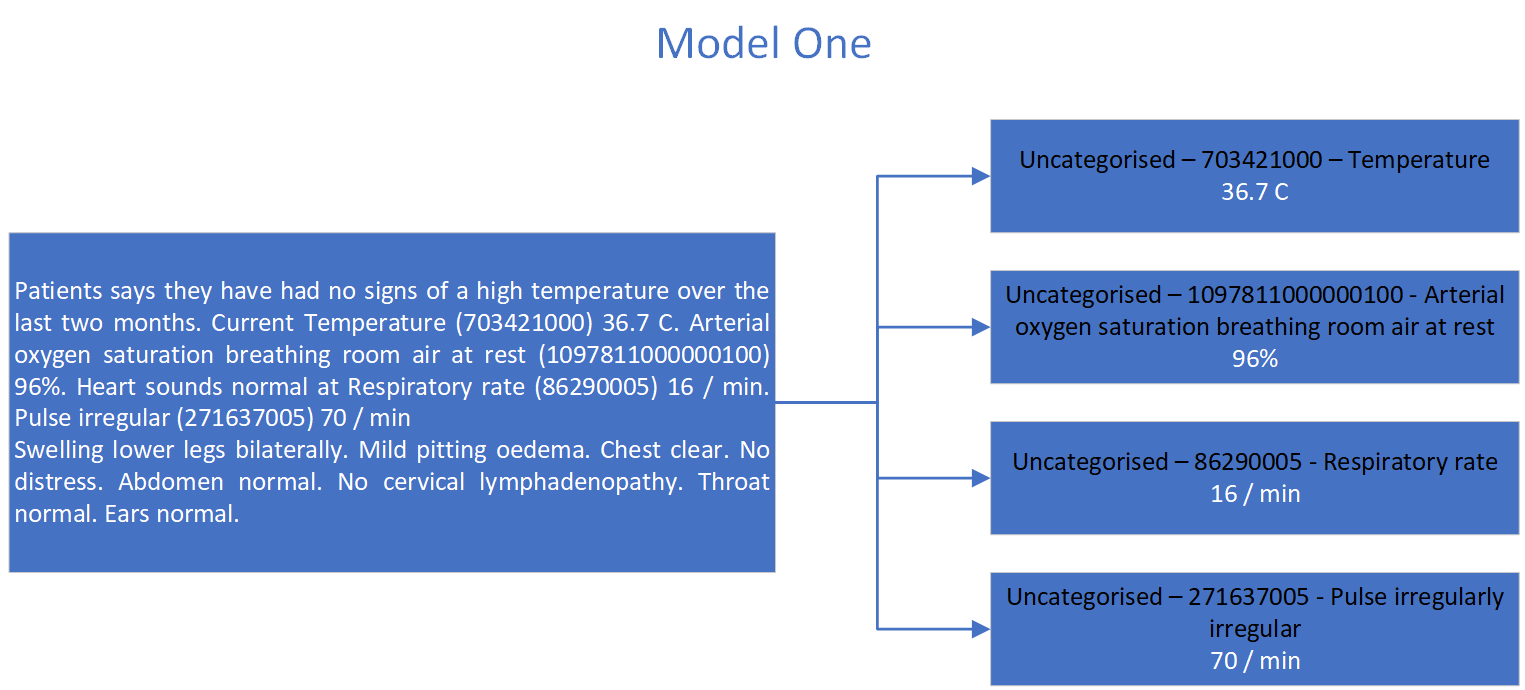 Model One
Patients says they have had no signs of a high temperature over the
last two months. Current Temperature (703421000) 36.7 C. Arterial
oxygen saturation breathing room air at rest (1097811000000100)
96%. Heart sounds normal at Respiratory rate (86290005) 16 / min.
Pulse irregular (271637005) 70 / min
Swelling lower legs bilaterally. Mild pitting oedema. Chest clear. No
distress. Abdomen normal. No cervical lymphadenopathy. Throat
normal. Ears normal.
Uncategorised – 703421000 – Temperature
36.7 C
Uncategorised – 1097811000000100 - Arterial
oxygen saturation breathing room air at rest
96%
Uncategorised – 86290005 - Respiratory rate
16 / min
Uncategorised – 271637005 - Pulse irregularly
irregular
70 / min